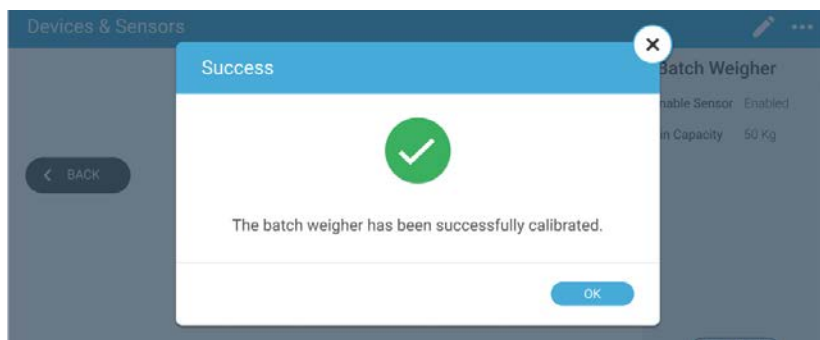 Devices & Sensors
Success
Batch Weigher
nable Sensor Enabled
in Capacity 50 Kg
BACK
The batch weigher has been successfully calibrated.
OK